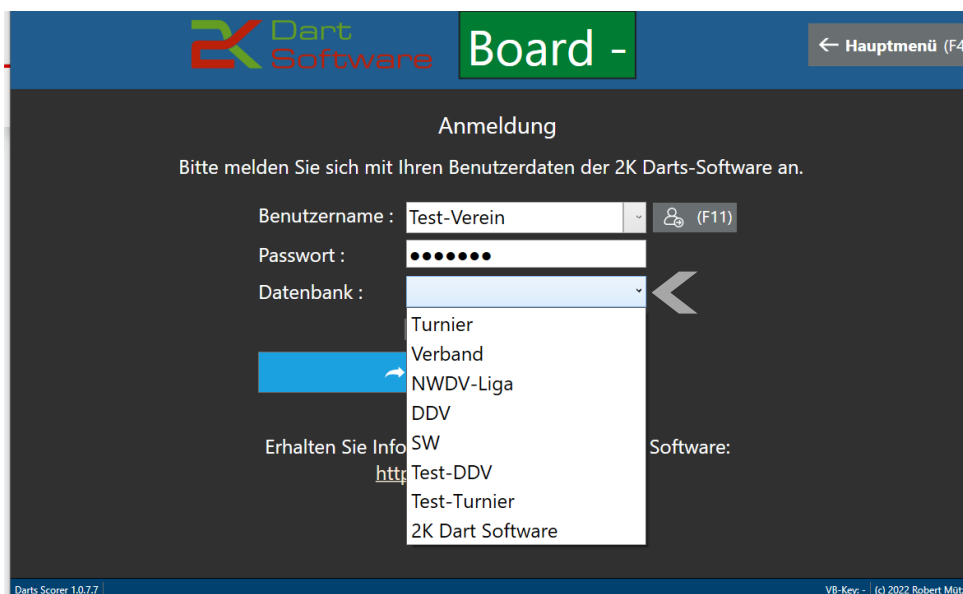 Dart
Software
Board -
← Hauptmenü (F4
Anmeldung
Bitte melden Sie sich mit Ihren Benutzerdaten der 2K Darts-Software an.
Benutzername : Test-Verein (F11)
Passwort : ●●●●●●●
Datenbank :
Turnier
Verband
NWDV-Liga
DDV
Erhalten Sie Info SW Software:
http Test-DDV
Test-Turnier
2K Dart Software
Darts Scorer 1.0.7.7 VB-Key: - (c) 2022 Robert Müt